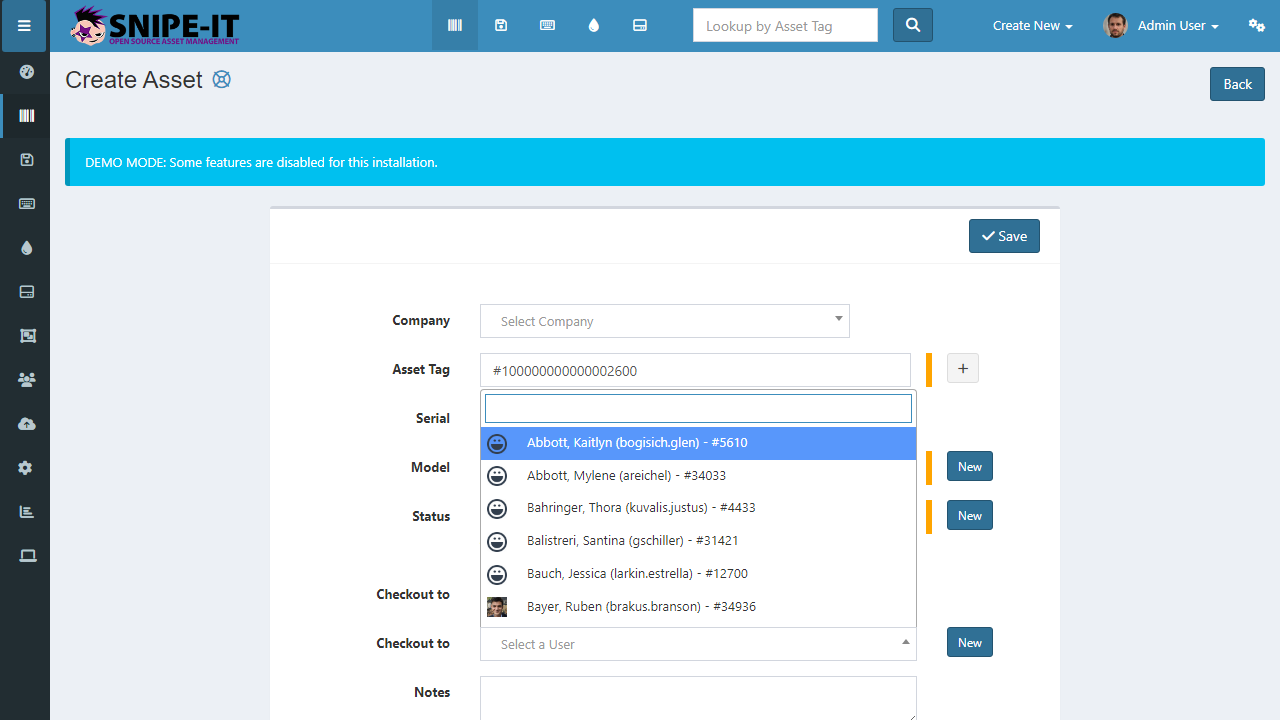 SNIPE-IT
OPEN SOURCE ASSET MANAGEMENT
Lookup by Asset Tag
Create New
Admin User
Create Asset
Back
DEMO MODE: Some features are disabled for this installation.
Save
Company
Select Company
Asset Tag
#100000000000002600
Serial
Abbott, Kaitlyn (bogisich.glen) - #5610
Model
Abbott, Mylene (areichel) - #34033
New
Bahringer, Thora (kuvalis.justus) - #4433
Status
New
Balistreri, Santina (gschiller) - #31421
Bauch, Jessica (larkin.estrella) - #12700
Checkout to
Bayer, Ruben (brakus.branson) - #34936
Checkout to
Select a User
New
Notes